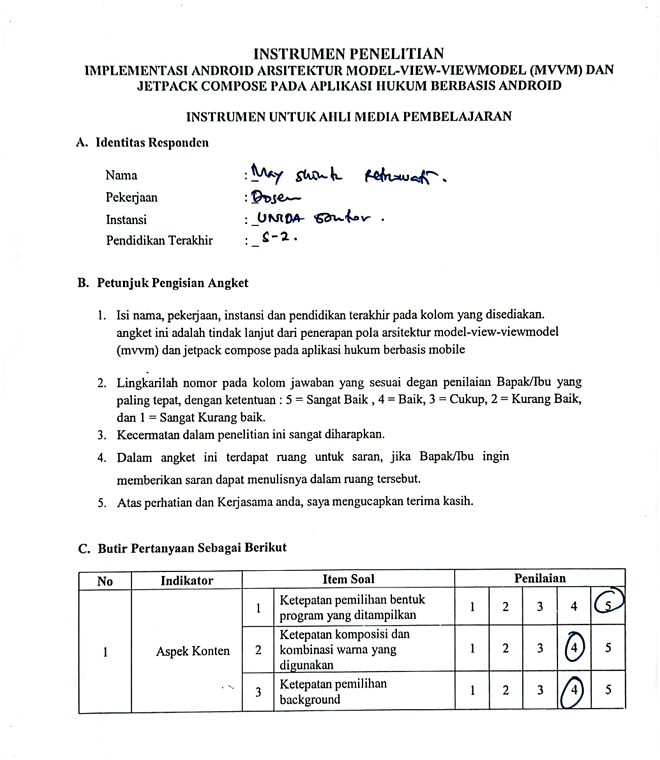 INSTRUMEN PENELITIAN
IMPLEMENTASI ANDROID ARSITEKTUR MODEL-VIEW-VIEWMODEL (MVVM) DAN
JETPACK COMPOSE PADA APLIKASI HUKUM BERBASIS ANDROID
INSTRUMEN UNTUK AHLI MEDIA PEMBELAJARAN
A. Identitas Responden
Nama : May
Pekerjaan : Dosen
Instansi : UNIDA Gontor .
Pendidikan Terakhir : S-2.
B. Petunjuk Pengisian Angket
1. Isi nama, pekerjaan, instansi dan pendidikan terakhir pada kolom yang disediakan.
angket ini adalah tindak lanjut dari penerapan pola arsitektur model-view-viewmodel
(mvvm) dan jetpack compose pada aplikasi hukum berbasis mobile
2. Lingkarilah nomor pada kolom jawaban yang sesuai degan penilaian Bapak/Ibu yang
paling tepat, dengan ketentuan : 5 = Sangat Baik , 4 = Baik, 3 = Cukup, 2 = Kurang Baik,
dan 1 = Sangat Kurang baik.
3. Kecermatan dalam penelitian ini sangat diharapkan.
4. Dalam angket ini terdapat ruang untuk saran, jika Bapak/Ibu ingin
memberikan saran dapat menulisnya dalam ruang tersebut.
5. Atas perhatian dan Kerjasama anda, saya mengucapkan terima kasih.
C. Butir Pertanyaan Sebagai Berikut
No Indikator Item Soal Penilaian
1 Aspek Konten
1 Ketepatan pemilihan bentuk
program yang ditampilkan 1 2 3 4 5
2 Ketepatan komposisi dan
kombinasi warna yang
digunakan 1 2 3 4 5
3 Ketepatan pemilihan
background 1 2 3 4 5